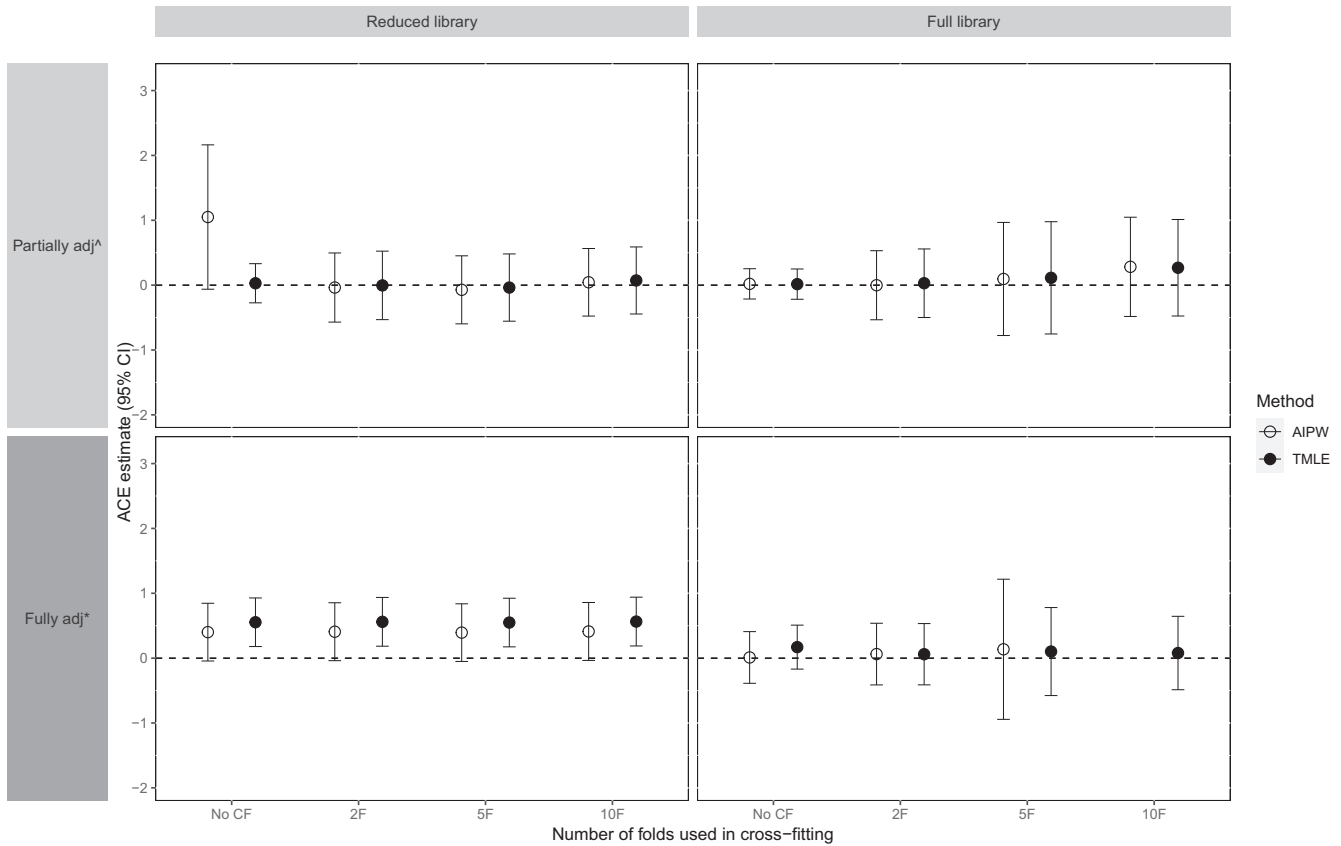 Reduced library
Full library
Partially adj^
3
2
1
0
−1
−2
Fully adj*
3
2
1
0
−1
−2
ACE estimate (95% CI)
No CF
2F
5F
10F
No CF
2F
5F
10F
Number of folds used in cross−fitting
Method
AIPW
TMLE